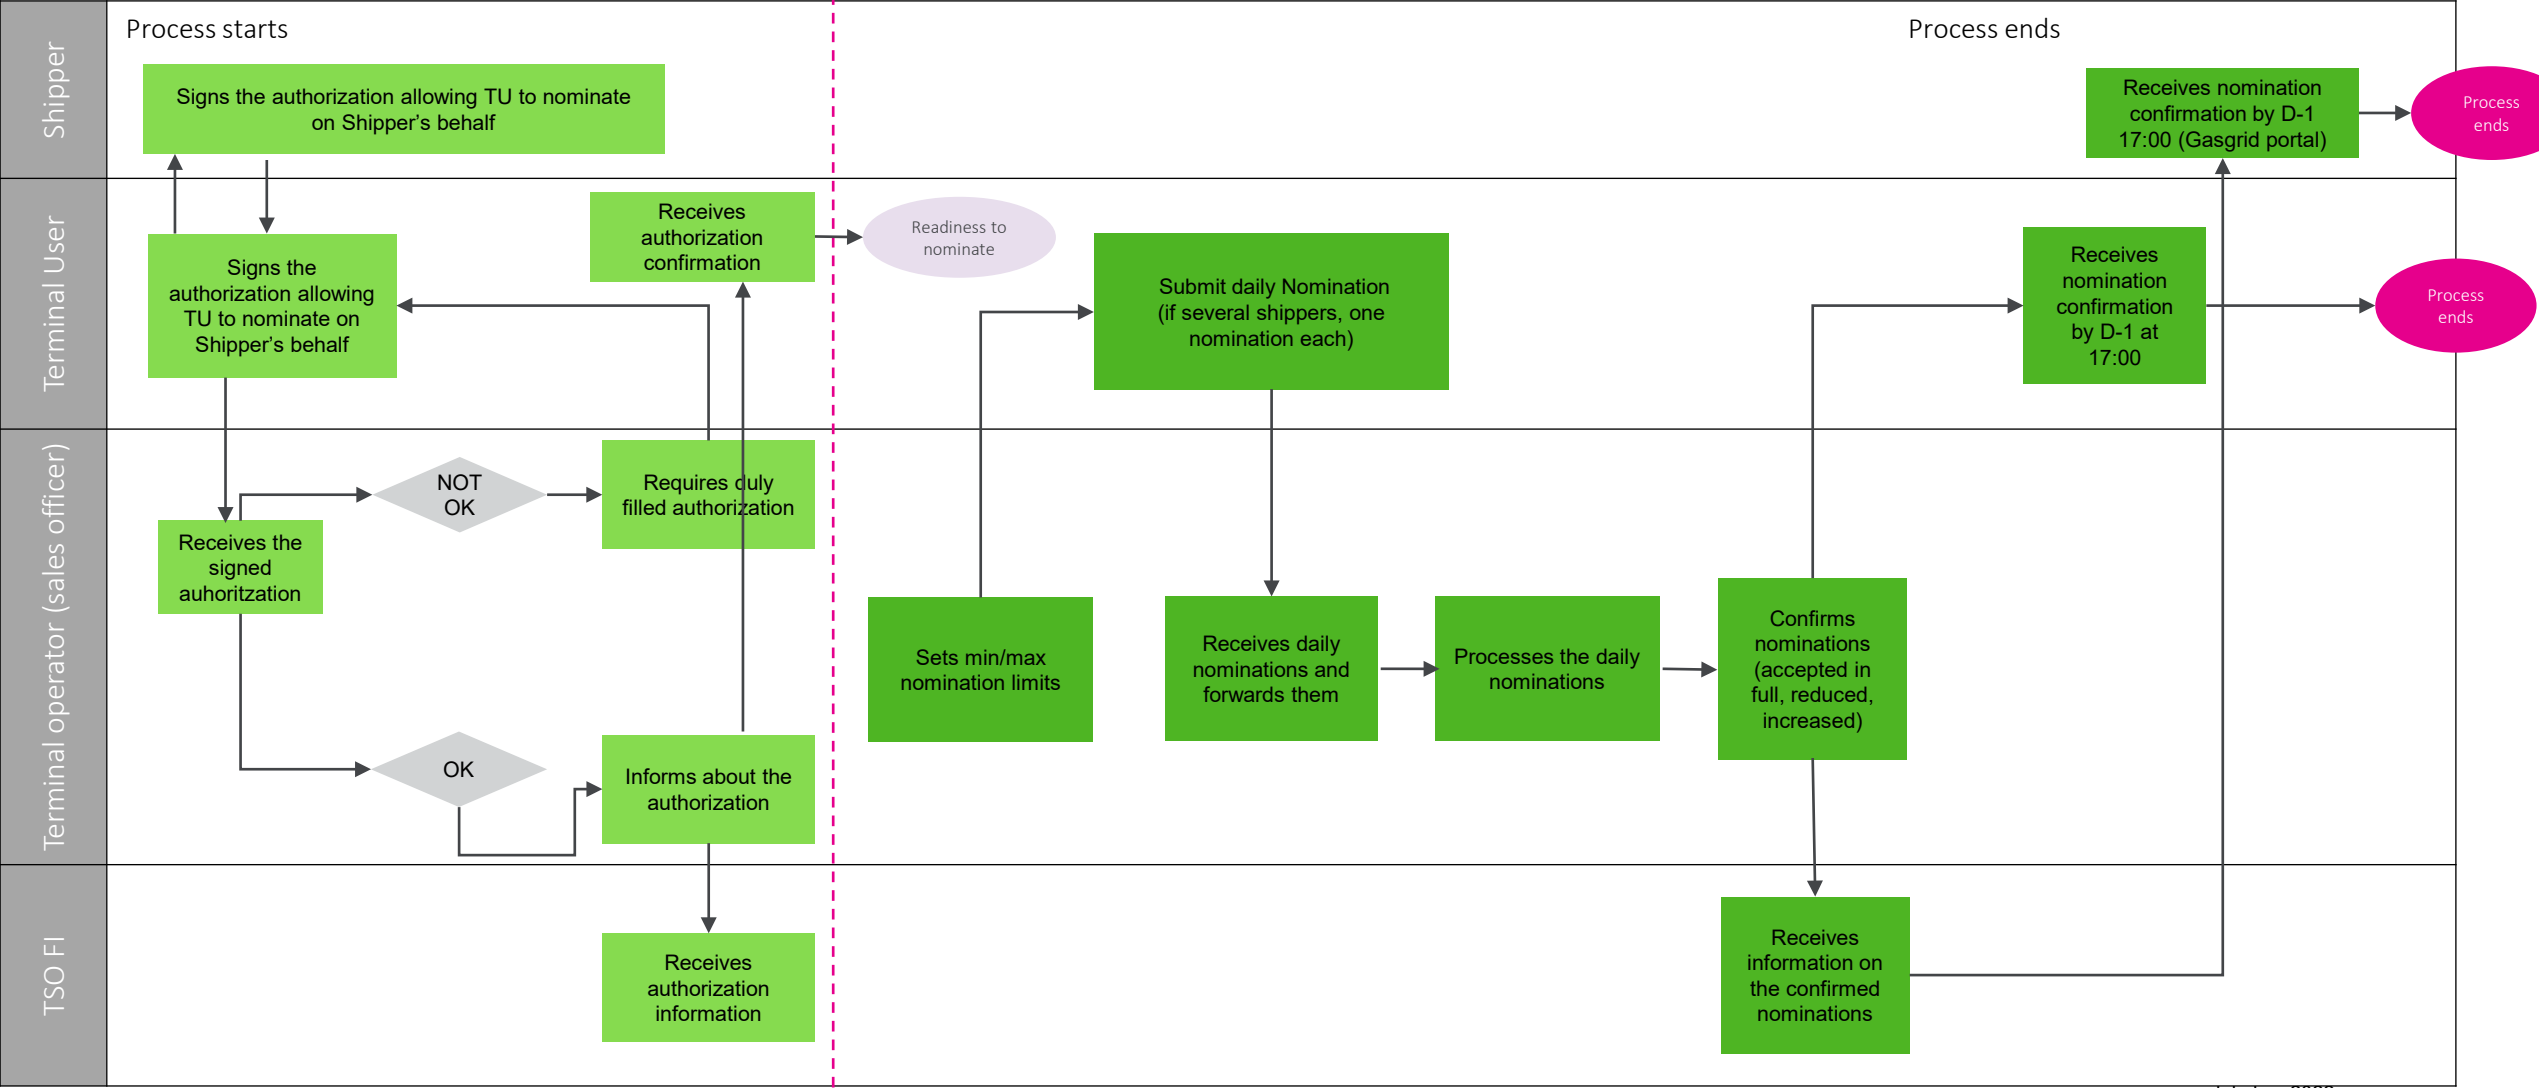 Process starts
Process ends
Shipper
Signs the authorization allowing TU to nominate
on Shipper's behalf
Receives nomination
confirmation by D-1
17:00 (Gasgrid portal)
Process
ends
Terminal User
Signs the
authorization allowing
TU to nominate on
Shipper's behalf
Receives
authorization
confirmation
Readiness to
nominate
Submit daily Nomination
(if several shippers, one
nomination each)
Receives
nomination
confirmation
by D-1 at
17:00
Process
ends
Terminal operator (sales officer)
Receives the
signed
auhoritzation
NOT
OK
Requires duly
filled authorization
OK
Informs about the
authorization
Sets min/max
nomination limits
Receives daily
nominations and
forwards them
Processes the daily
nominations
Confirms
nominations
(accepted in
full, reduced,
increased)
TSO FI
Receives
authorization
information
Receives
information on
the confirmed
nominations